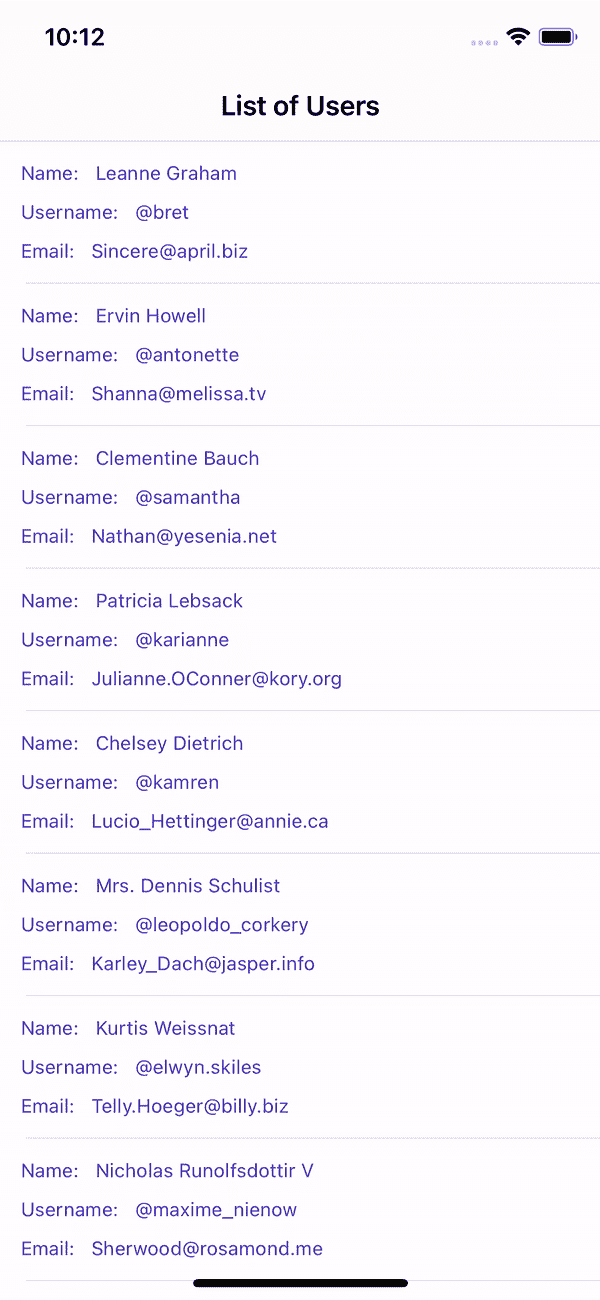 10:12
List of Users
Name: Leanne Graham
Username: @bret
Email: Sincere@april.biz
Name: Ervin Howell
Username: @antonette
Email: Shanna@melissa.tv
Name: Clementine Bauch
Username: @samantha
Email: Nathan@yesenia.net
Name: Patricia Lebsack
Username: @karianne
Email: Julianne.OConner@kory.org
Name: Chelsey Dietrich
Username: @kamren
Email: Lucio_Hettinger@annie.ca
Name: Mrs. Dennis Schulist
Username: @leopoldo_corkery
Email: Karley_Dach@jasper.info
Name: Kurtis Weissnat
Username: @elwyn.skiles
Email: Telly.Hoeger@billy.biz
Name: Nicholas Runolfsdottir V
Username: @maxime_nienow
Email: Sherwood@rosamond.me